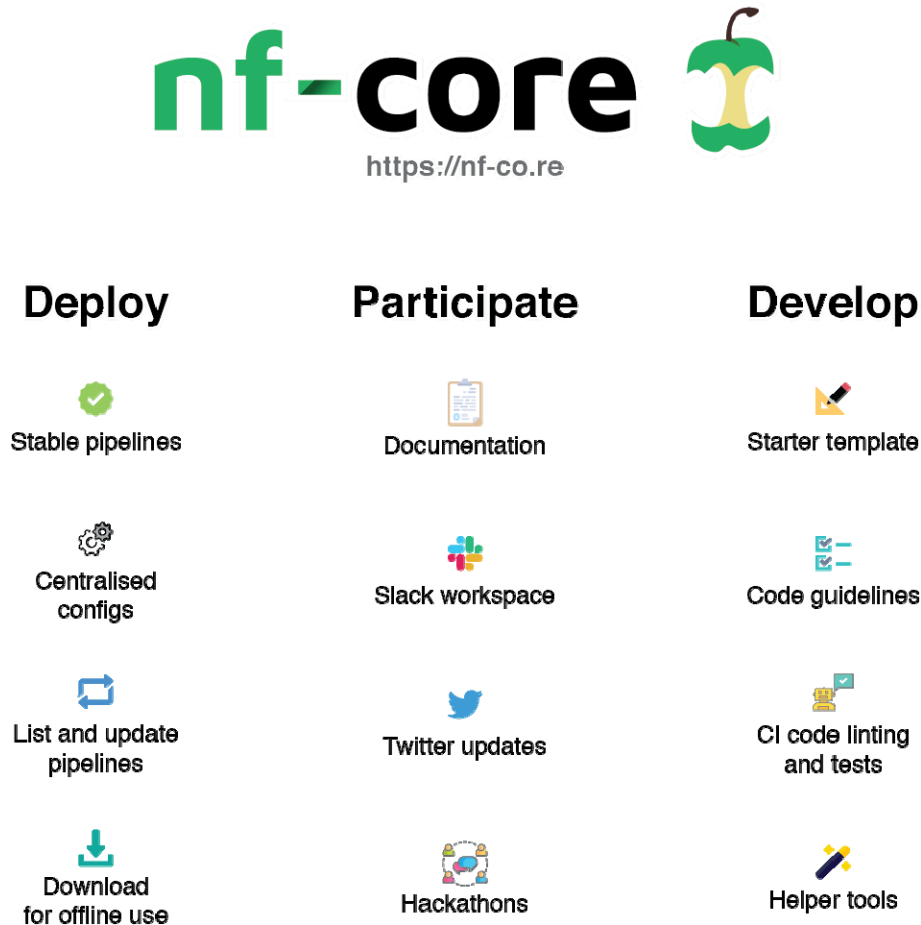 nf-core
https://nf-co.re
Deploy
Stable pipelines
Centralised
configs
List and update
pipelines
Download
for offline use
Participate
Documentation
Slack workspace
Twitter updates
Hackathons
Develop
Starter template
Code guidelines
CI code linting
and tests
Helper tools